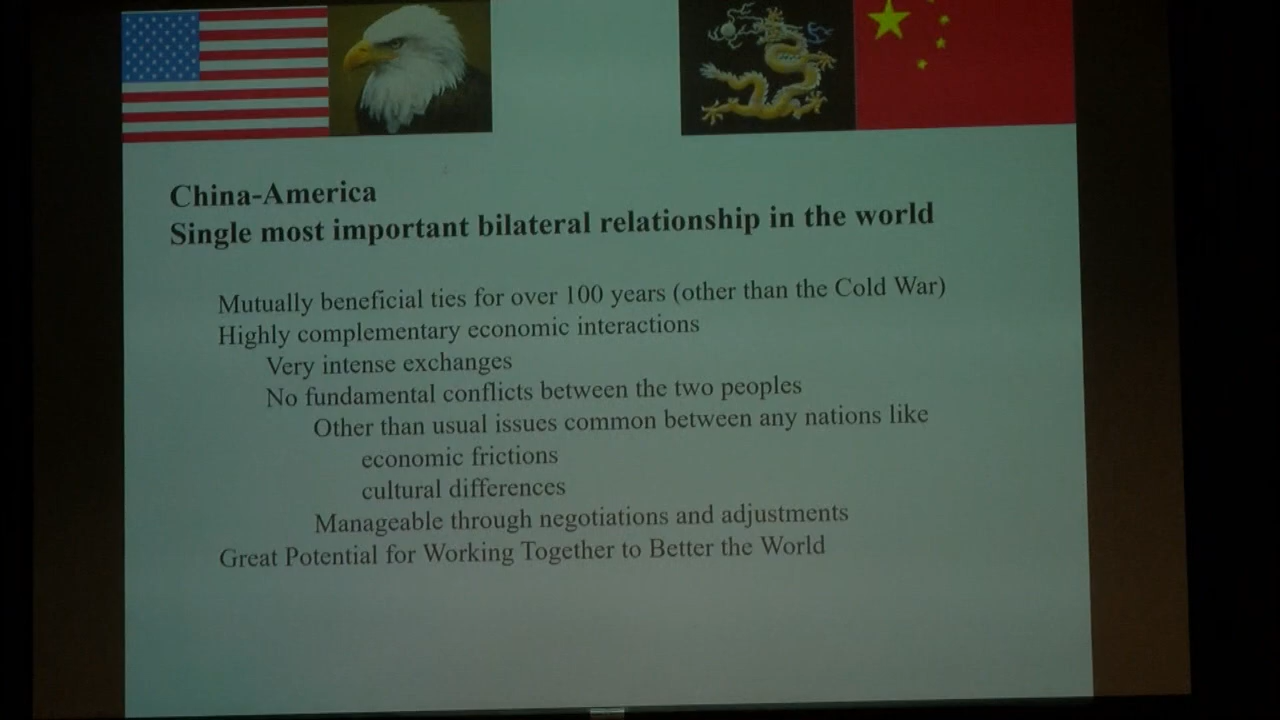 China-America
Single most important bilateral relationship in the world
Mutually beneficial ties for over 100 years (other than the Cold War)
Highly complementary economic interactions
Very intense exchanges
No fundamental conflicts between the two peoples
Other than usual issues common between any nations like
economic frictions
cultural differences
Manageable through negotiations and adjustments
Great Potential for Working Together to Better the World